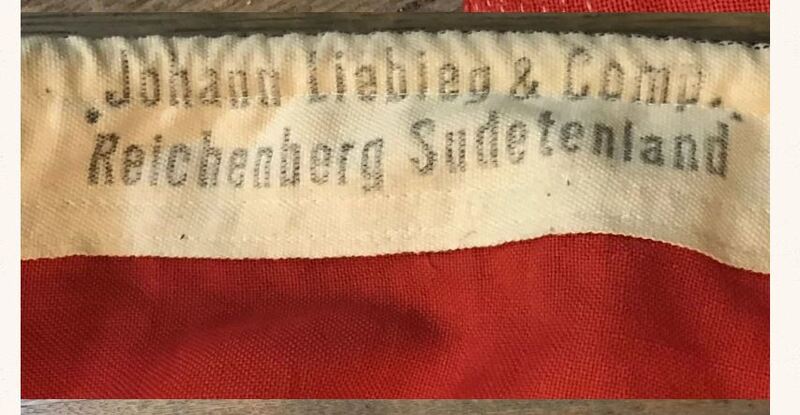 Johann Liebieg & Comp.
Reichenberg Sudetenland